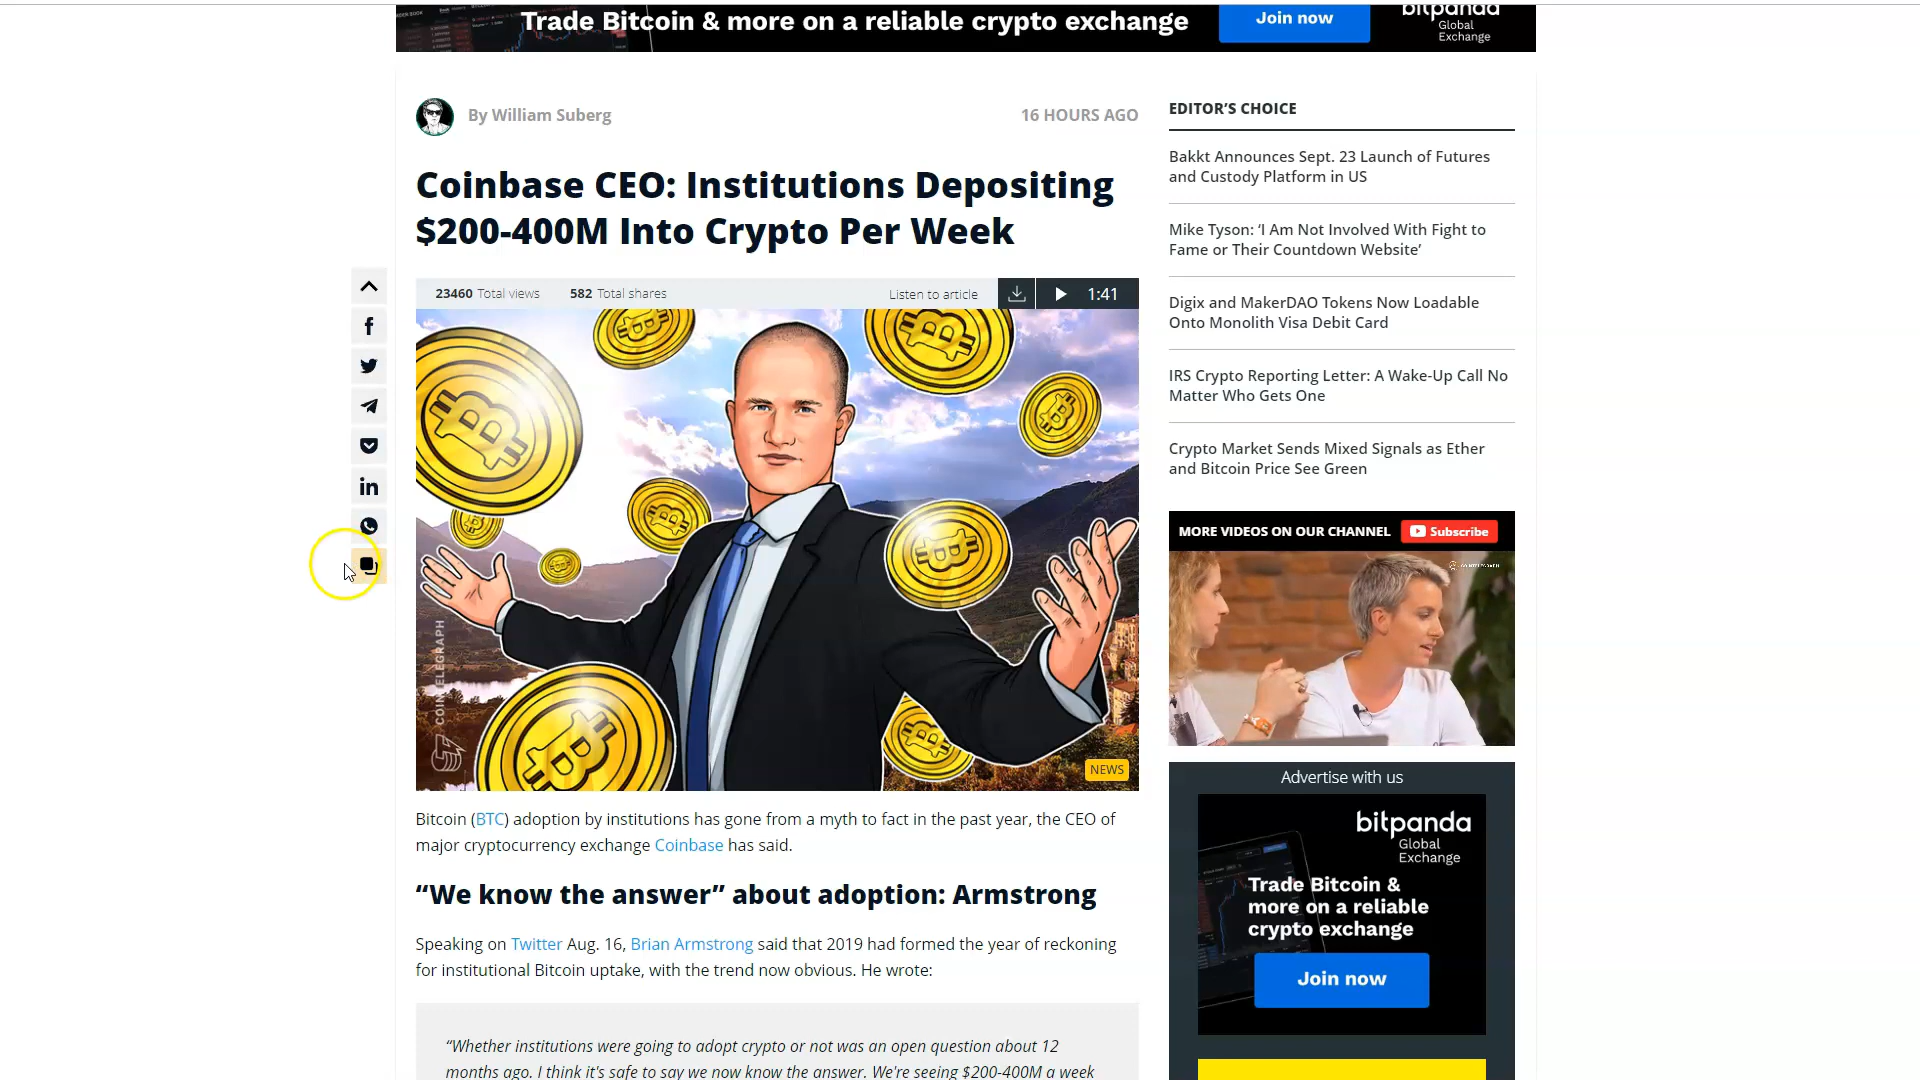 Trade Bitcoin & more on a reliable crypto exchange
Join now
bitpanda
Global
Exchange
By William Suberg
16 HOURS AGO
Coinbase CEO: Institutions Depositing
$200-400M Into Crypto Per Week
23460 Total views
582 Total shares
Listen to article
1:41
COINTELEGRAPH
NEWS
Bitcoin (BTC) adoption by institutions has gone from a myth to fact in the past year, the CEO of
major cryptocurrency exchange Coinbase has said.
“We know the answer” about adoption: Armstrong
Speaking on Twitter Aug. 16, Brian Armstrong said that 2019 had formed the year of reckoning
for institutional Bitcoin uptake, with the trend now obvious. He wrote:
“Whether institutions were going to adopt crypto or not was an open question about 12
months ago. I think it's safe to say we now know the answer. We're seeing $200-400M a week
EDITOR’S CHOICE
Bakkt Announces Sept. 23 Launch of Futures
and Custody Platform in US
Mike Tyson: ‘I Am Not Involved With Fight to
Fame or Their Countdown Website’
Digix and MakerDAO Tokens Now Loadable
Onto Monolith Visa Debit Card
IRS Crypto Reporting Letter: A Wake-Up Call No
Matter Who Gets One
Crypto Market Sends Mixed Signals as Ether
and Bitcoin Price See Green
MORE VIDEOS ON OUR CHANNEL
Subscribe
Advertise with us
bitpanda
Global
Exchange
Trade Bitcoin &
more on a reliable
crypto exchange
Join now